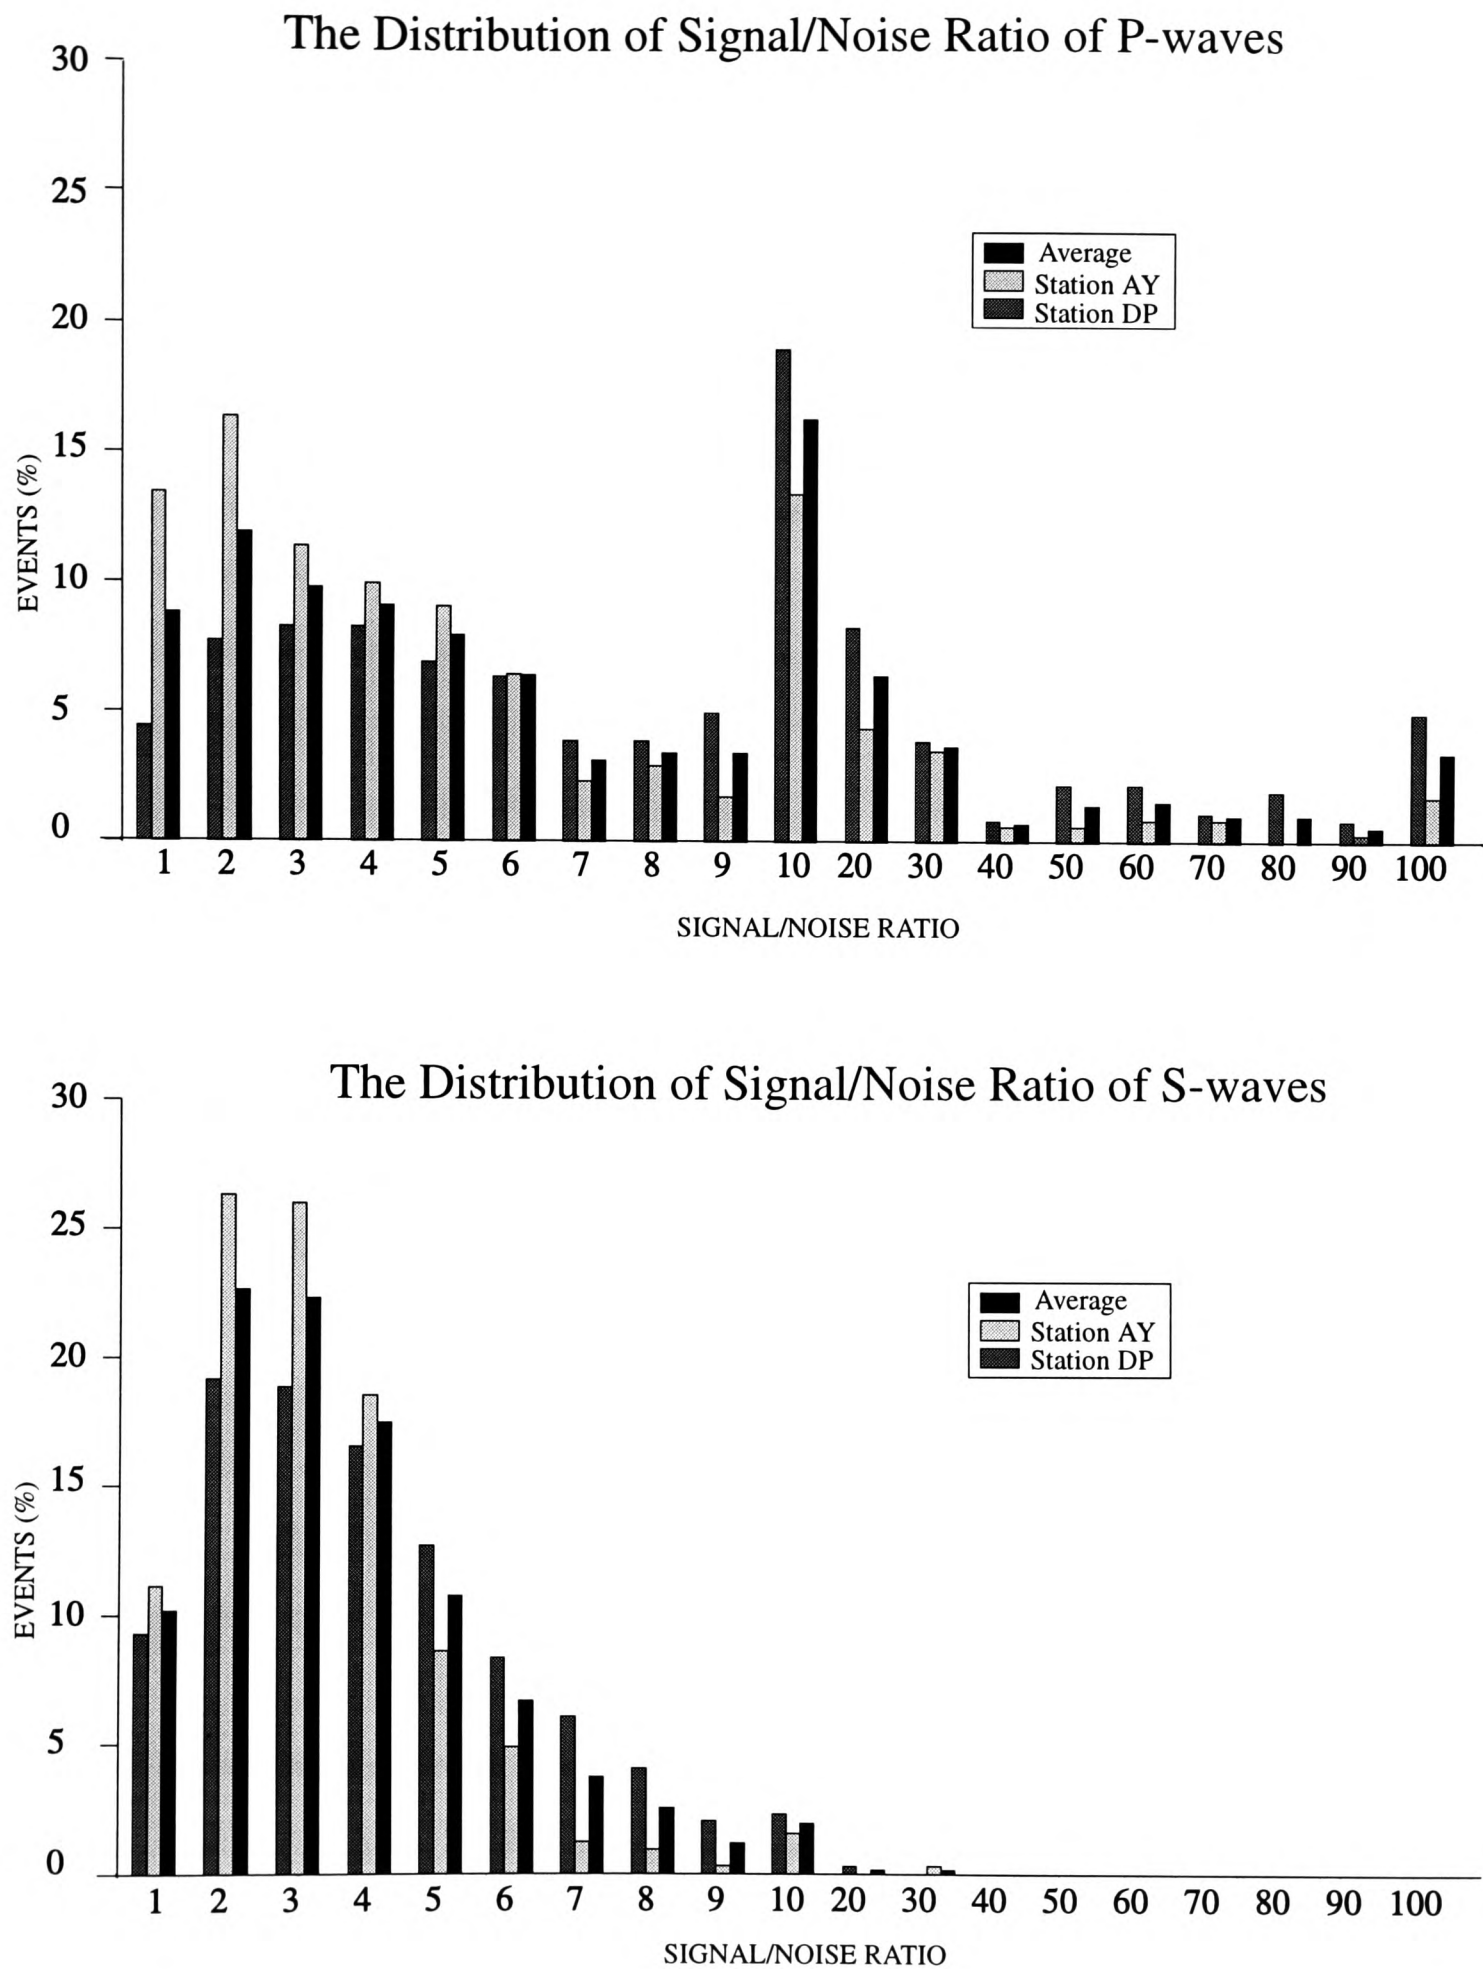 The Distribution of Signal/Noise Ratio of P-waves
30
25
20
15
10
5
0
EVENTS (%)
Average
Station AY
Station DP
1 2 3 4 5 6 7 8 9 10 20 30 40 50 60 70 80 90 100
SIGNAL/NOISE RATIO
The Distribution of Signal/Noise Ratio of S-waves
30
25
20
15
10
5
0
EVENTS (%)
Average
Station AY
Station DP
1 2 3 4 5 6 7 8 9 10 20 30 40 50 60 70 80 90 100
SIGNAL/NOISE RATIO